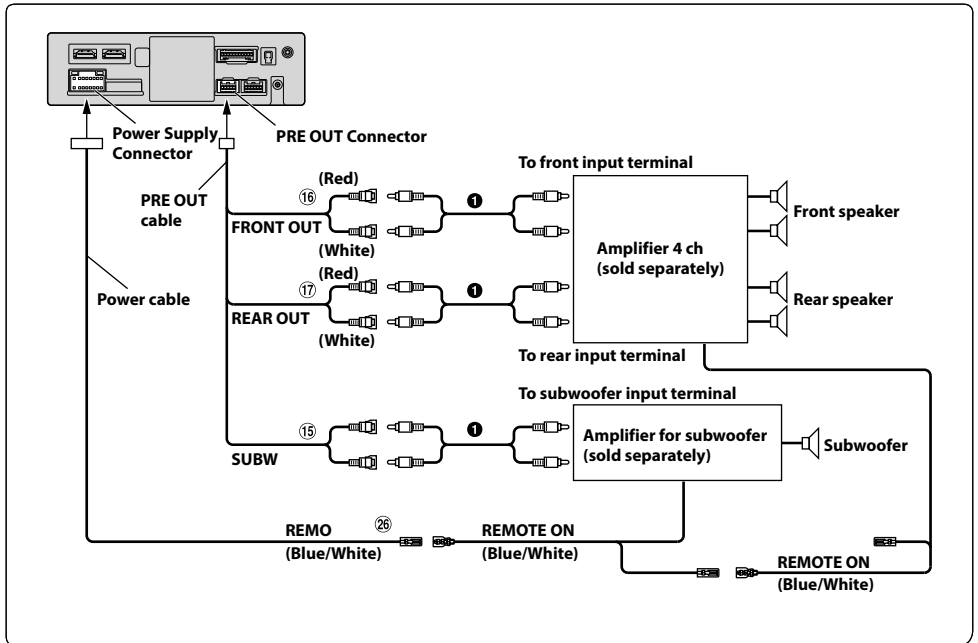 Power Supply
Connector
PRE OUT Connector
PRE OUT
cable
Power cable
To front input terminal
(Red)
⑯
❶
FRONT OUT
(White)
Amplifier 4 ch
(sold separately)
Front speaker
(Red)
⑰
❶
REAR OUT
(White)
Rear speaker
To rear input terminal
To subwoofer input terminal
⑮
❶
SUBW
Amplifier for subwoofer
(sold separately)
Subwoofer
REMO
㉖
(Blue/White)
REMOTE ON
(Blue/White)
REMOTE ON
(Blue/White)